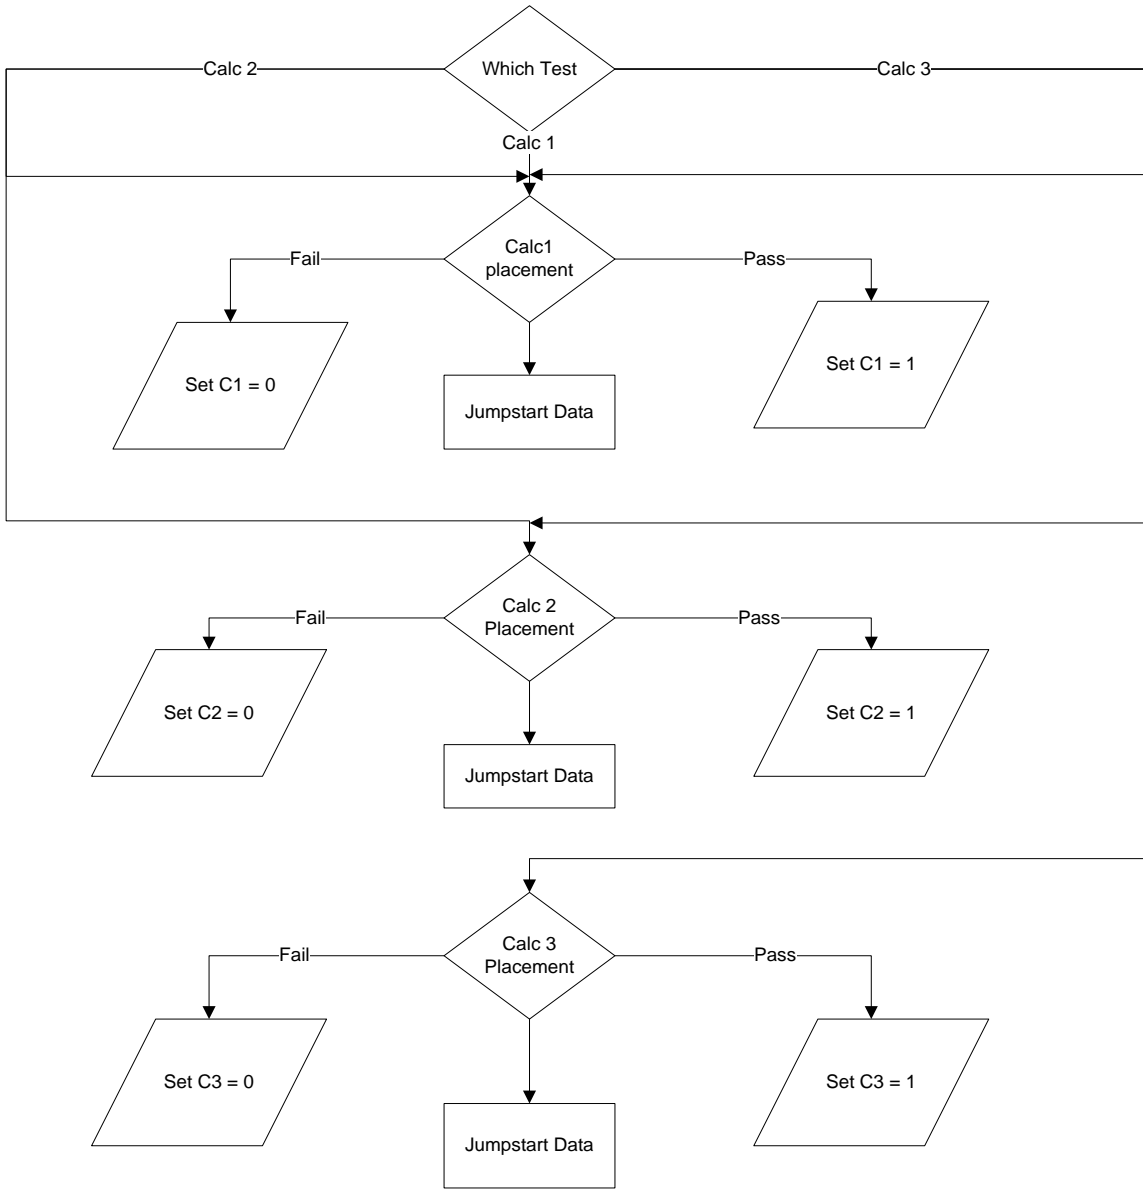 Calc 2
Which Test
Calc 3
Calc 1
Fail
Calc1
placement
Pass
Set C1 = 0
Jumpstart Data
Set C1 = 1
Fail
Calc 2
Placement
Pass
Set C2 = 0
Set C2 = 1
Jumpstart Data
Fail
Calc 3
Placement
Pass
Set C3 = 0
Set C3 = 1
Jumpstart Data